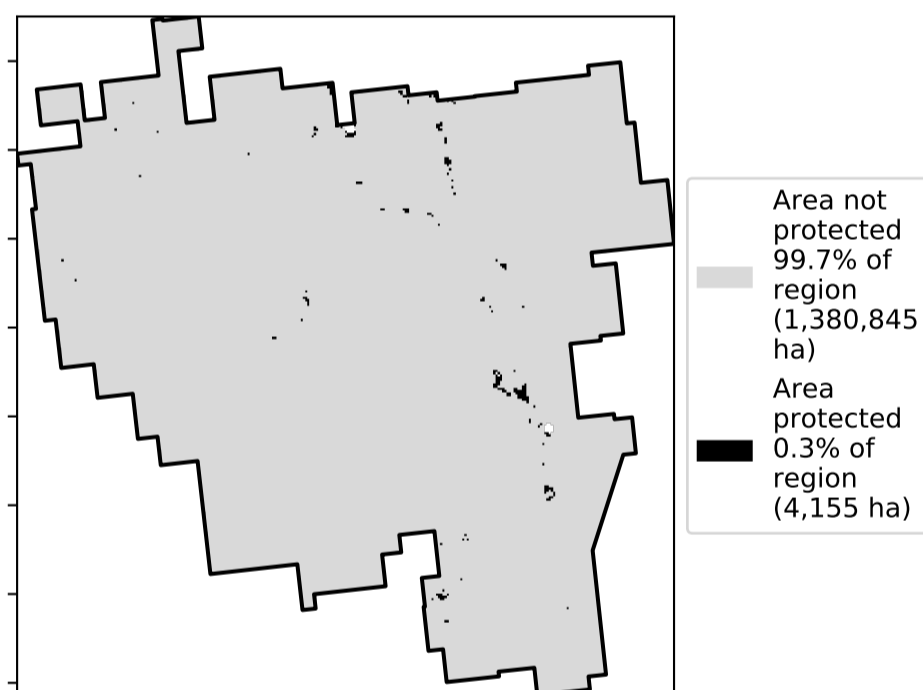 Area not
protected
99.7% of
region
(1,380,845
ha)
Area
protected
0.3% of
region
(4,155 ha)